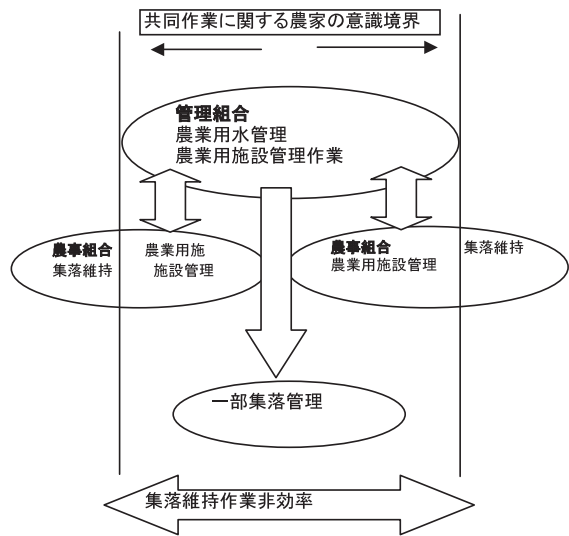 共同作業に関する農家の意識境界
管理組合
農業用水管理
農業用施設管理作業
農事組合 農業用施
集落維持 施設管理
農事組合 集落維持
農業用施設管理
一部集落管理
集落維持作業非効率